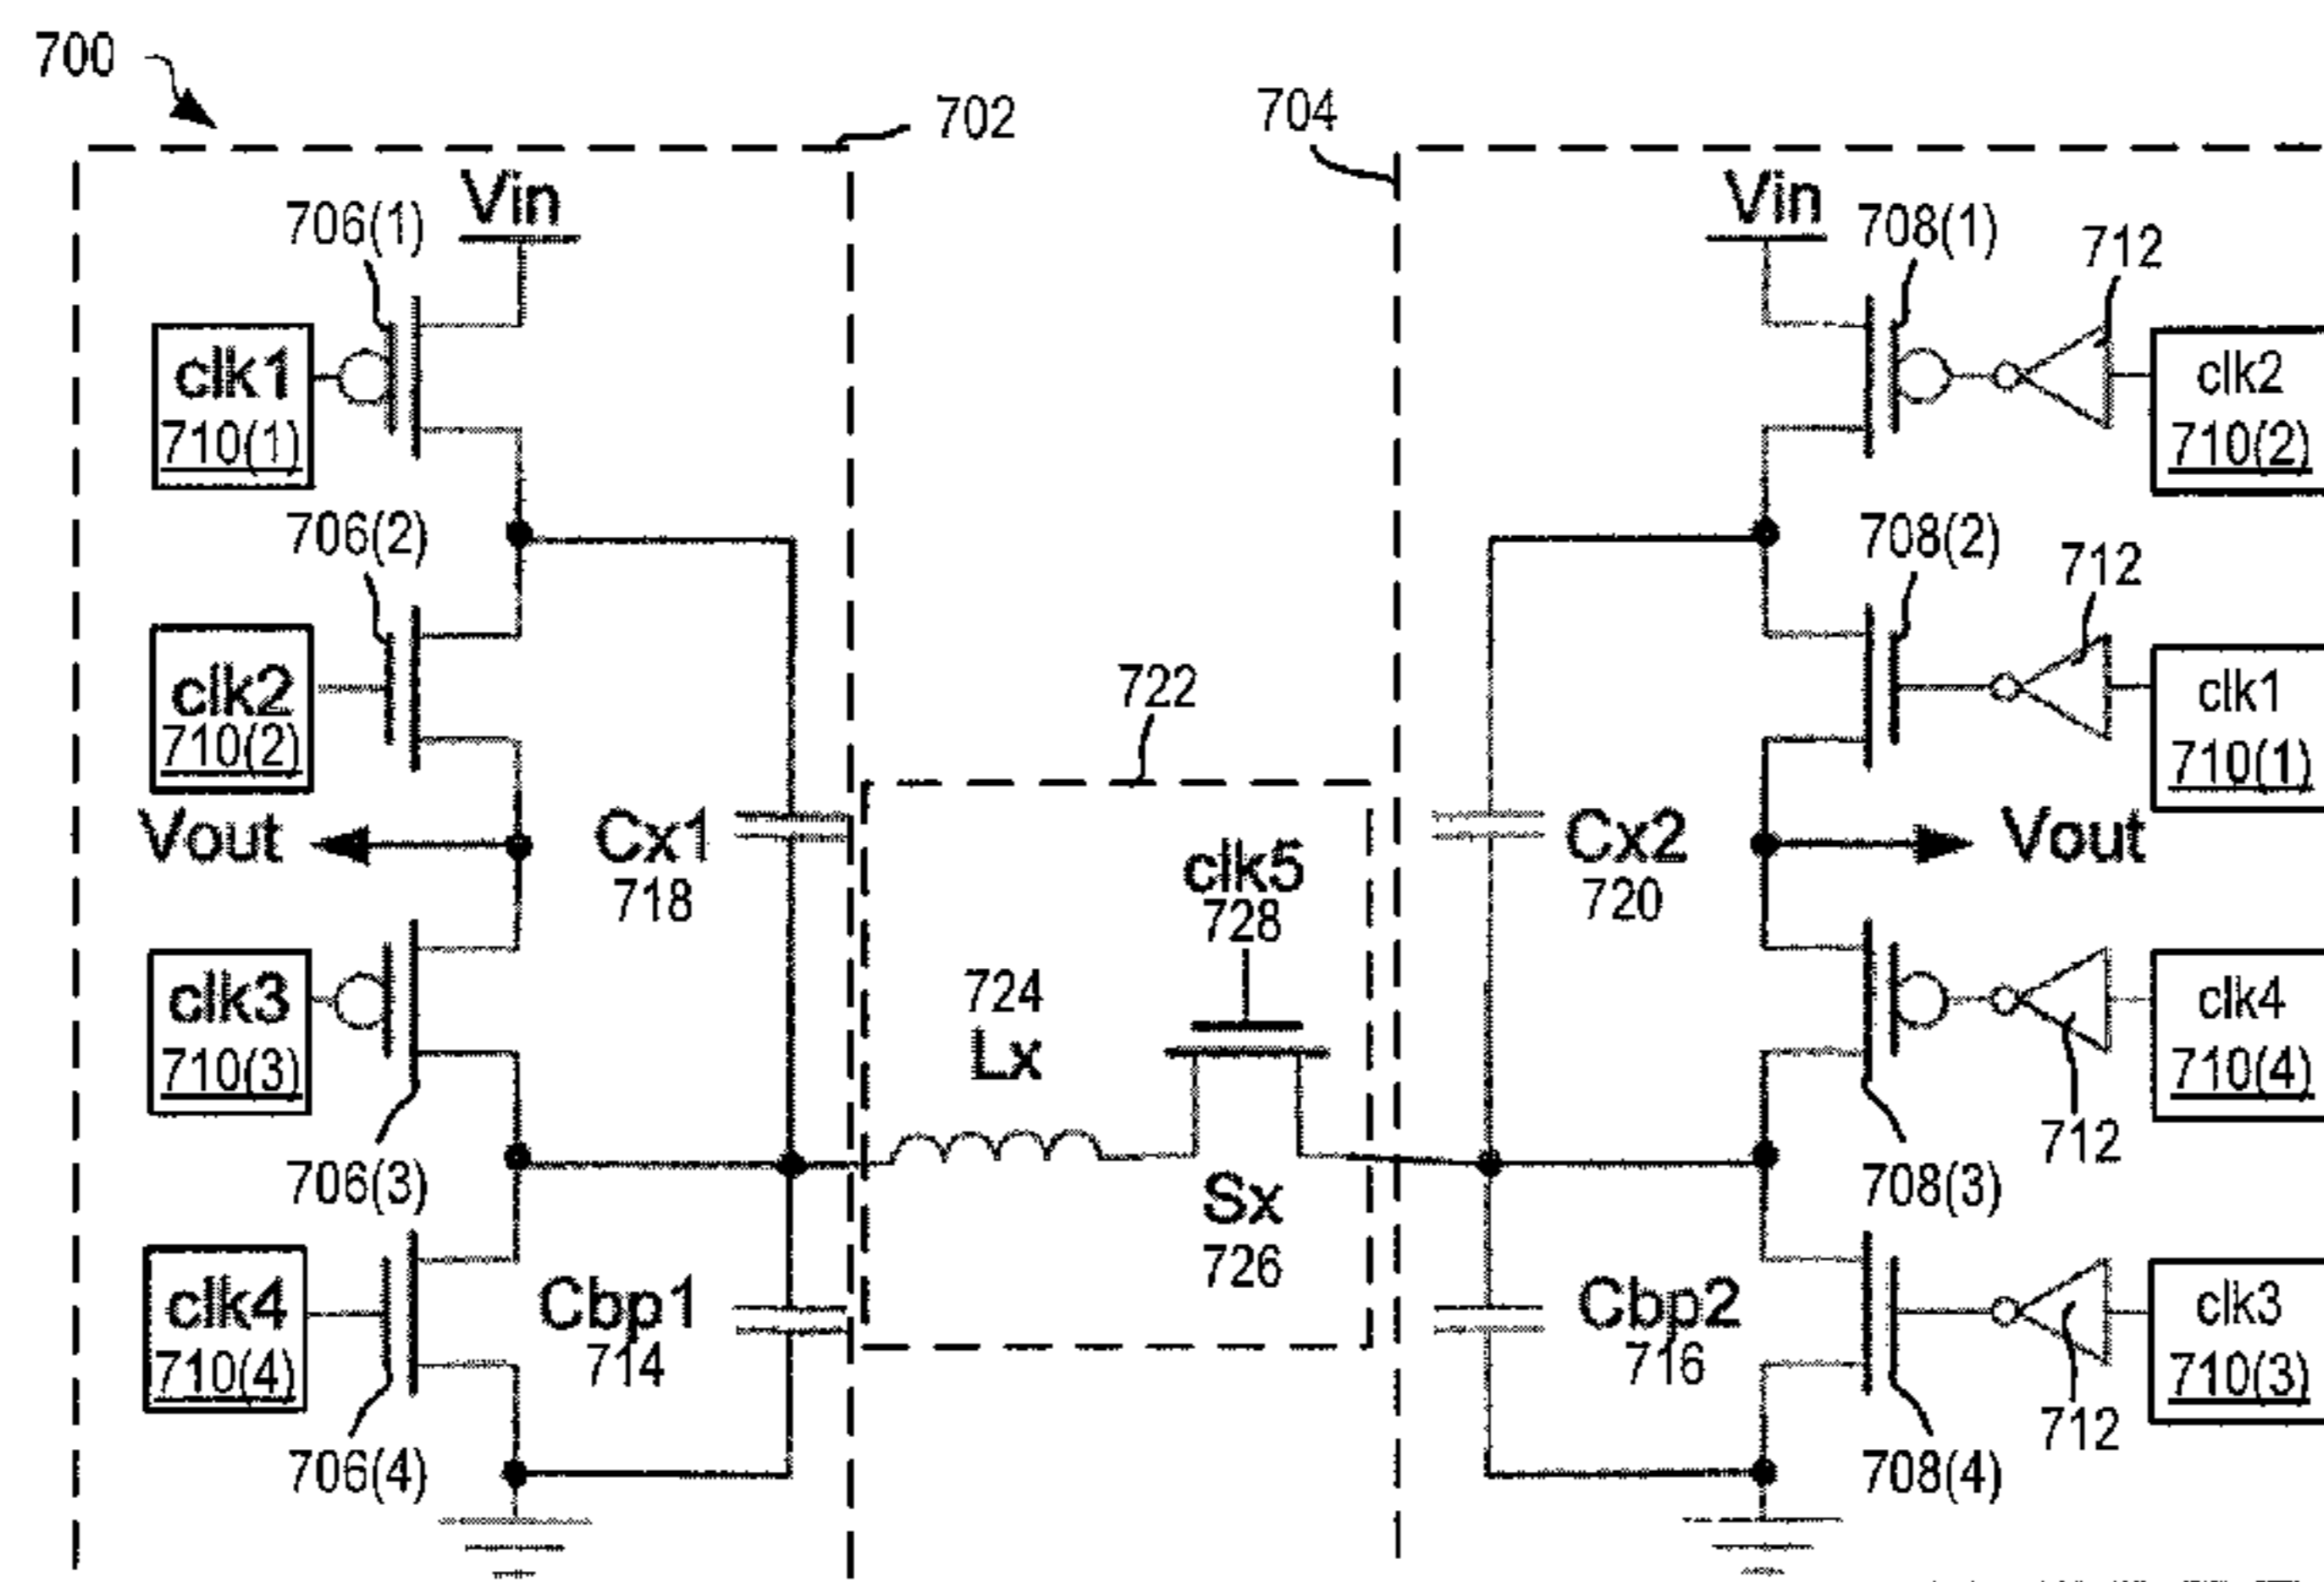 700
702
704
Vin
706(1)
clk1
710(1)
706(2)
clk2
710(2)
Vout
Cx1
718
clk3
710(3)
706(3)
clk4
710(4)
706(4)
Cbp1
714
722
clk5
728
724
Lx
Sx
726
Vin
708(1)
712
clk2
710(2)
708(2)
712
clk1
710(1)
Cx2
720
Vout
clk4
710(4)
712
708(3)
Cbp2
716
clk3
710(3)
712
708(4)